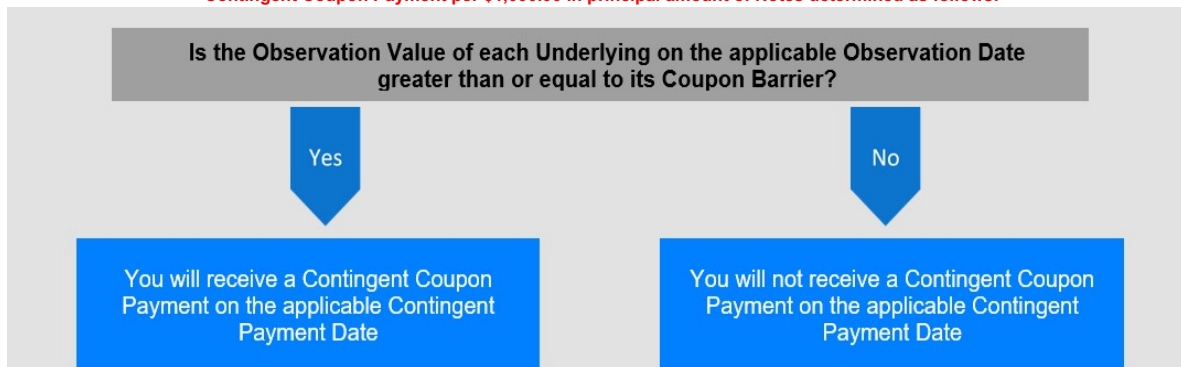 Is the Observation Value of each Underlying on the applicable Observation Date
greater than or equal to its Coupon Barrier?
Yes
No
You will receive a Contingent Coupon
Payment on the applicable Contingent
Payment Date
You will not receive a Contingent Coupon
Payment on the applicable Contingent
Payment Date